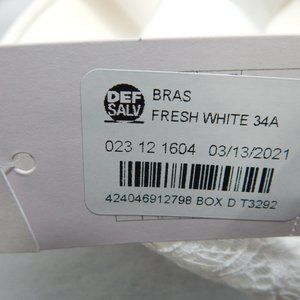 DEF BRAS
SALV FRESH WHITE 34A
023 12 1604 03/13/2021
424046912798 BOX D T3292